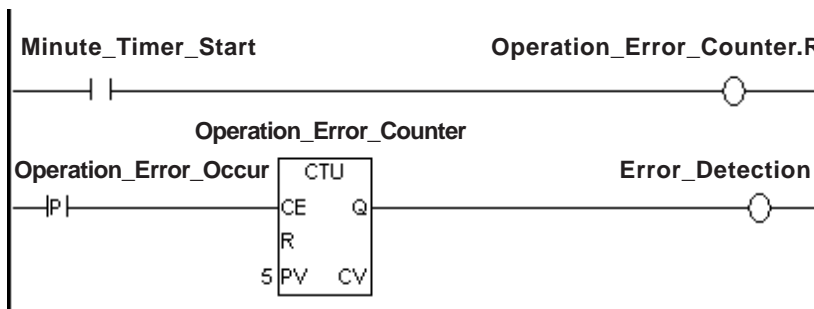 Minute_Timer_Start Operation_Error_Counter.R
P
Operation_Error_Counter
Operation_Error_Occur CTU Error_Detection
P CE Q
R
5 PV CV